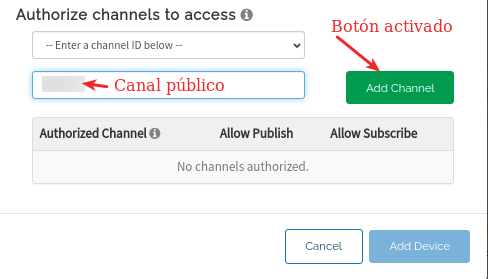 Authorize channels to access
Botón activado
-- Enter a channel ID below --
Canal público
Add Channel
Authorized Channel Allow Publish Allow Subscribe
No channels authorized.
Cancel Add Device